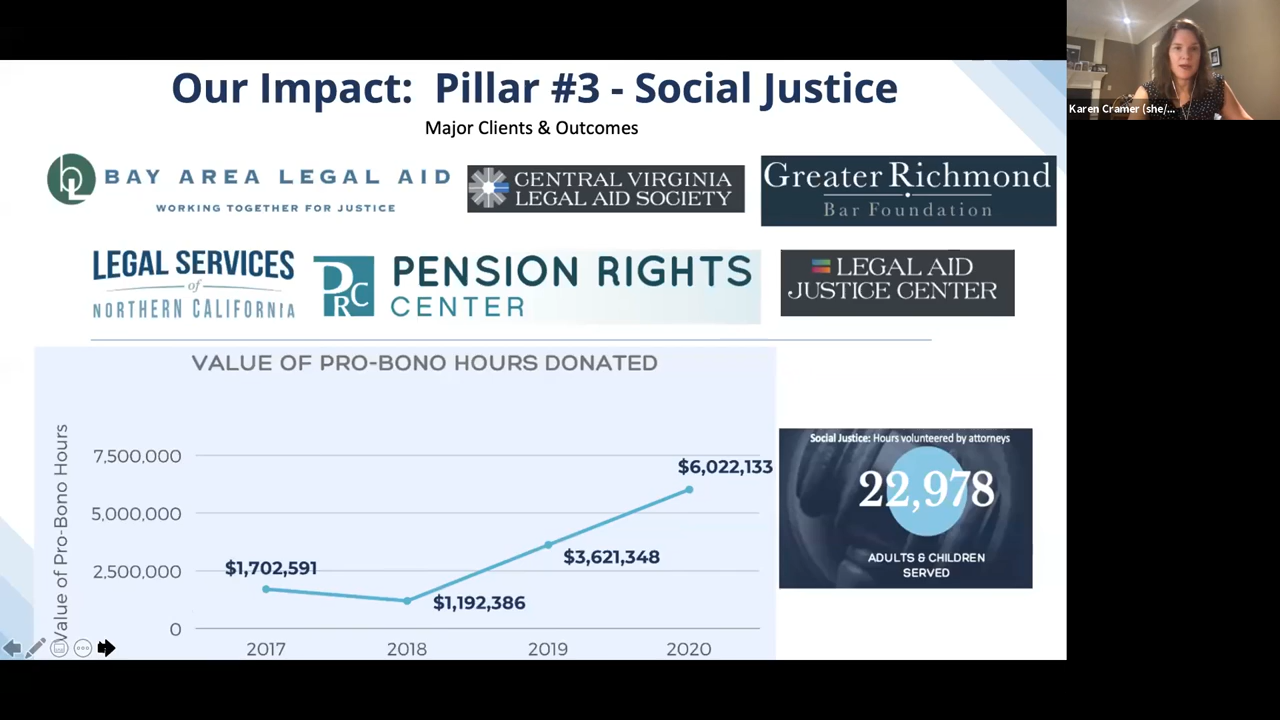 Our Impact:  Pillar #3 - Social Justice
Major Clients & Outcomes
BAY AREA LEGAL AID
WORKING TOGETHER FOR JUSTICE
CENTRAL VIRGINIA
LEGAL AID SOCIETY
Greater Richmond
Bar Foundation
LEGAL SERVICES
of
NORTHERN CALIFORNIA
PRC
PENSION RIGHTS
CENTER
LEGAL AID
JUSTICE CENTER
VALUE OF PRO-BONO HOURS DONATED
Value of Pro-Bono Hours
7,500,000
5,000,000
2,500,000
0
$1,702,591
$1,192,386
$3,621,348
$6,022,133
2017
2018
2019
2020
Social Justice: Hours volunteered by attorneys
22,978
ADULTS & CHILDREN
SERVED
Karen Cramer (she/...